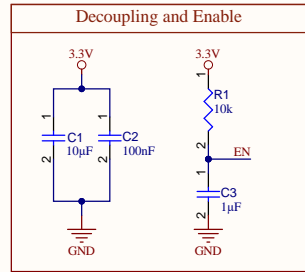 Decoupling and Enable
3.3V
1
C1
10µF
2
1
C2
100nF
2
GND
3.3V
1
R1
10k
2
EN
1
C3
1µF
2
GND